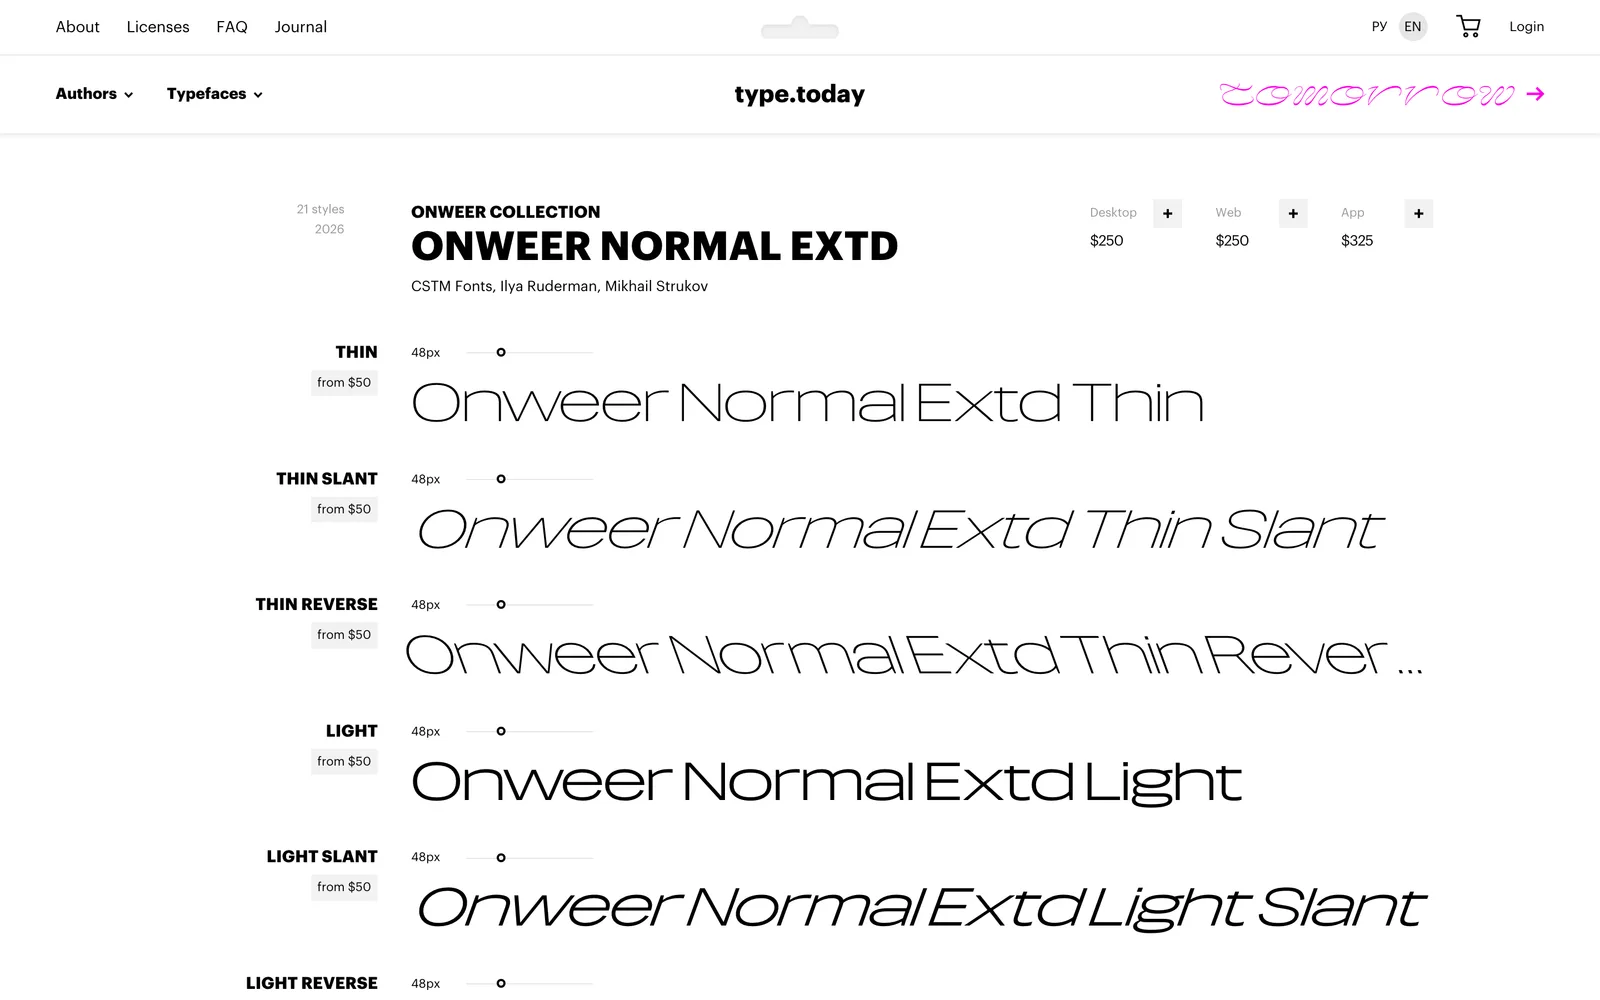 About Licenses FAQ Journal
РУ EN Login
Authors Typefaces
type.today
tomorrow →
21 styles
2026
ONWEER COLLECTION
ONWEER NORMAL EXTD
CSTM Fonts, Ilya Ruderman, Mikhail Strukov
Desktop + Web + App +
$250 $250 $325
THIN 48px
from $50
Onweer Normal Extd Thin
THIN SLANT 48px
from $50
Onweer Normal Extd Thin Slant
THIN REVERSE 48px
from $50
Onweer Normal Extd Thin Rever ...
LIGHT 48px
from $50
Onweer Normal Extd Light
LIGHT SLANT 48px
from $50
Onweer Normal Extd Light Slant
LIGHT REVERSE 48px